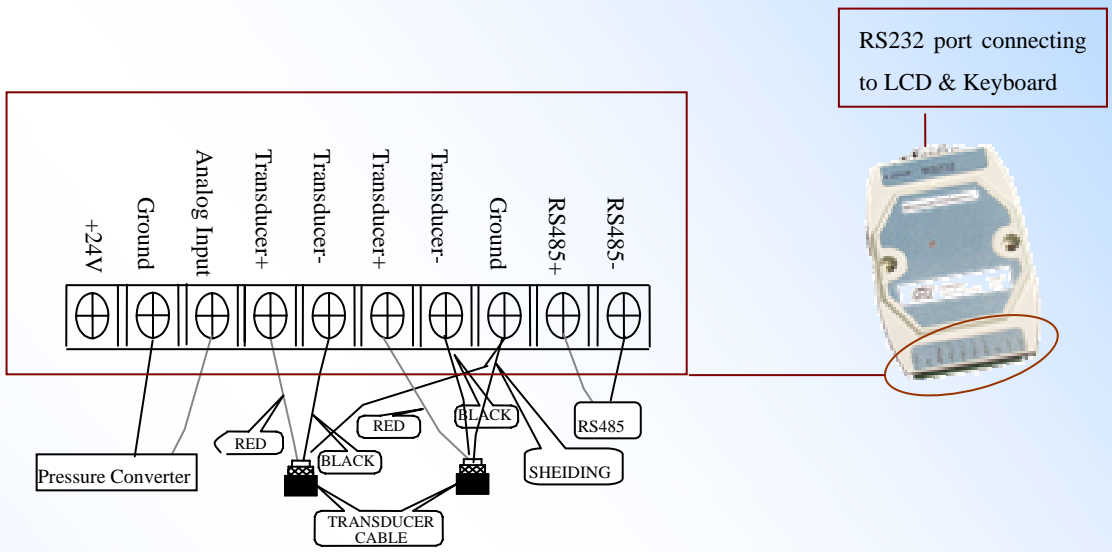 RS232 port connecting
to LCD & Keyboard
+24V
Ground
Analog Input
Transducer+
Transducer-
Transducer+
Transducer-
Ground
RS485+
RS485-
RED
BLACK
RED
BLACK
RS485
SHEIDING
Pressure Converter
TRANSDUCER
CABLE